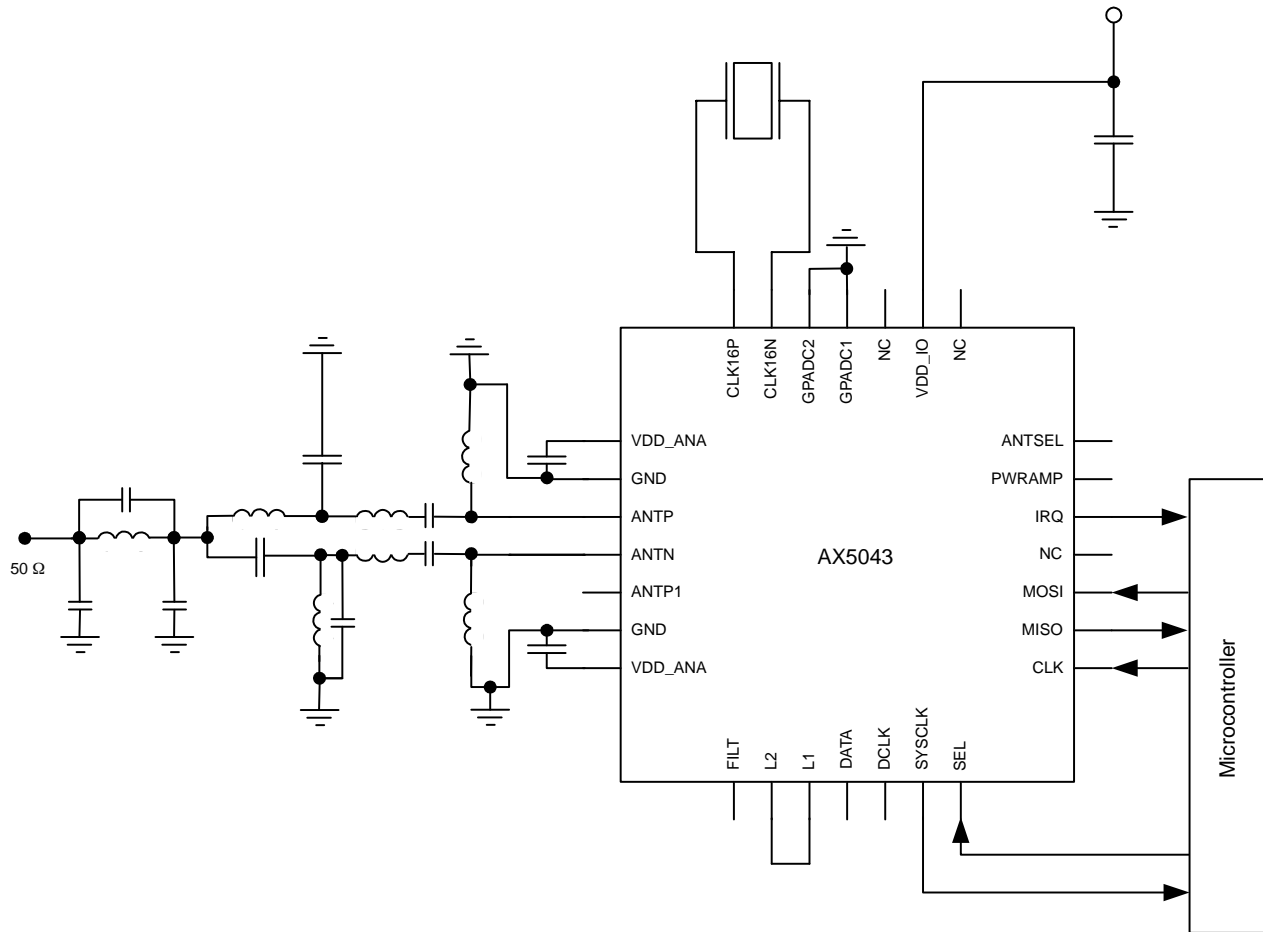 CLK16P
CLK16N
GPADC2
GPADC1
NC
VDD_IO
NC
VDD_ANA
GND
ANTP
ANTN
ANTP1
GND
VDD_ANA
50 Ω
AX5043
ANTSEL
PWRAMP
IRQ
NC
MOSI
MISO
CLK
FILT
L2
L1
DATA
DCLK
SYSCLK
SEL
Microcontroller